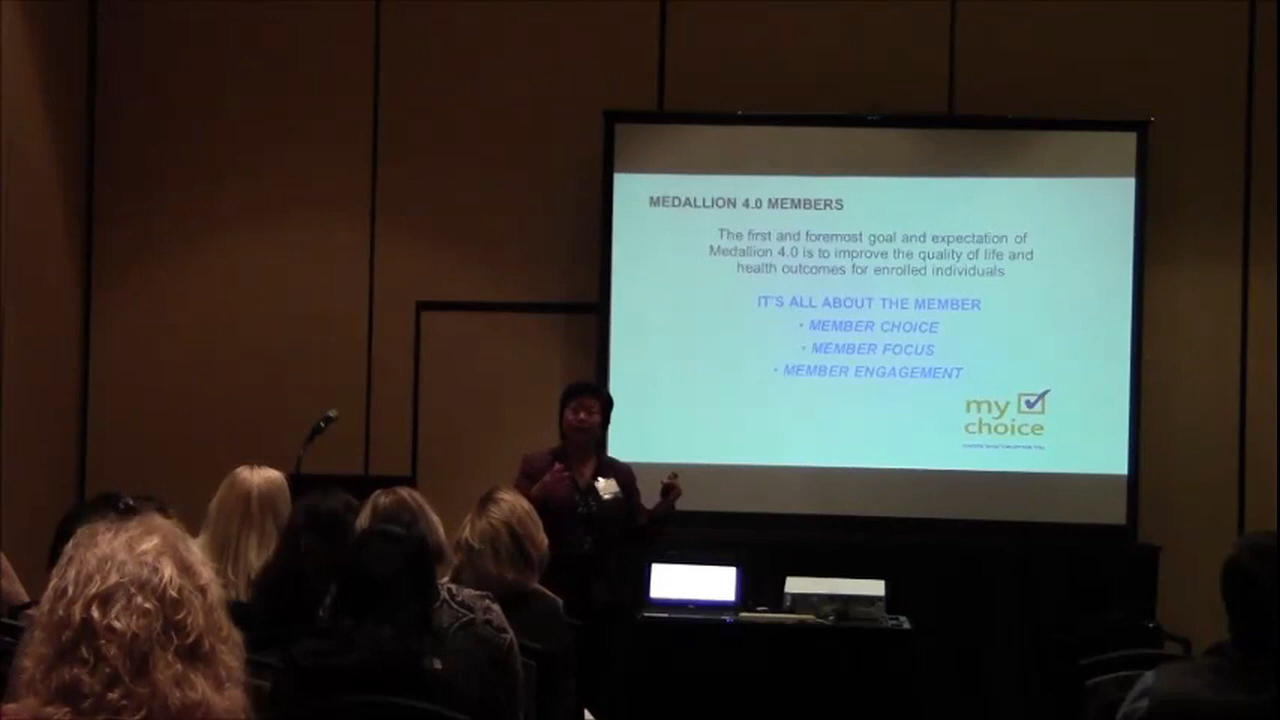 MEDALLION 4.0 MEMBERS
The first and foremost goal and expectation of
Medallion 4.0 is to improve the quality of life and
health outcomes for enrolled individuals
IT'S ALL ABOUT THE MEMBER
• MEMBER CHOICE
• MEMBER FOCUS
• MEMBER ENGAGEMENT
my
choice